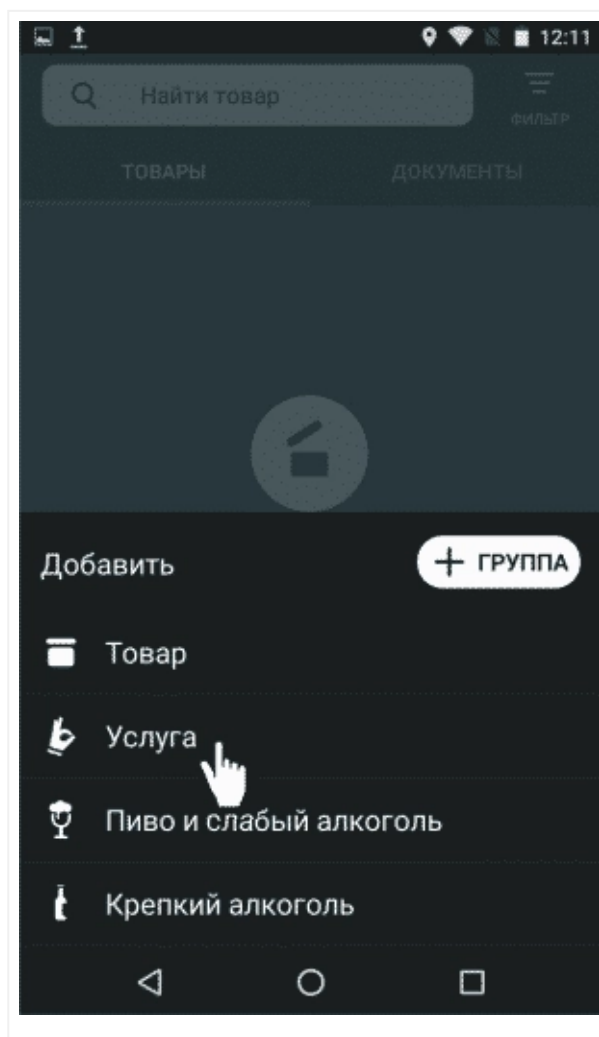 12:11
Найти товар
ФИЛЬТР
ТОВАРЫ
ДОКУМЕНТЫ
Добавить
+ ГРУППА
Товар
Услуга
Пиво и слабый алкоголь
Крепкий алкоголь